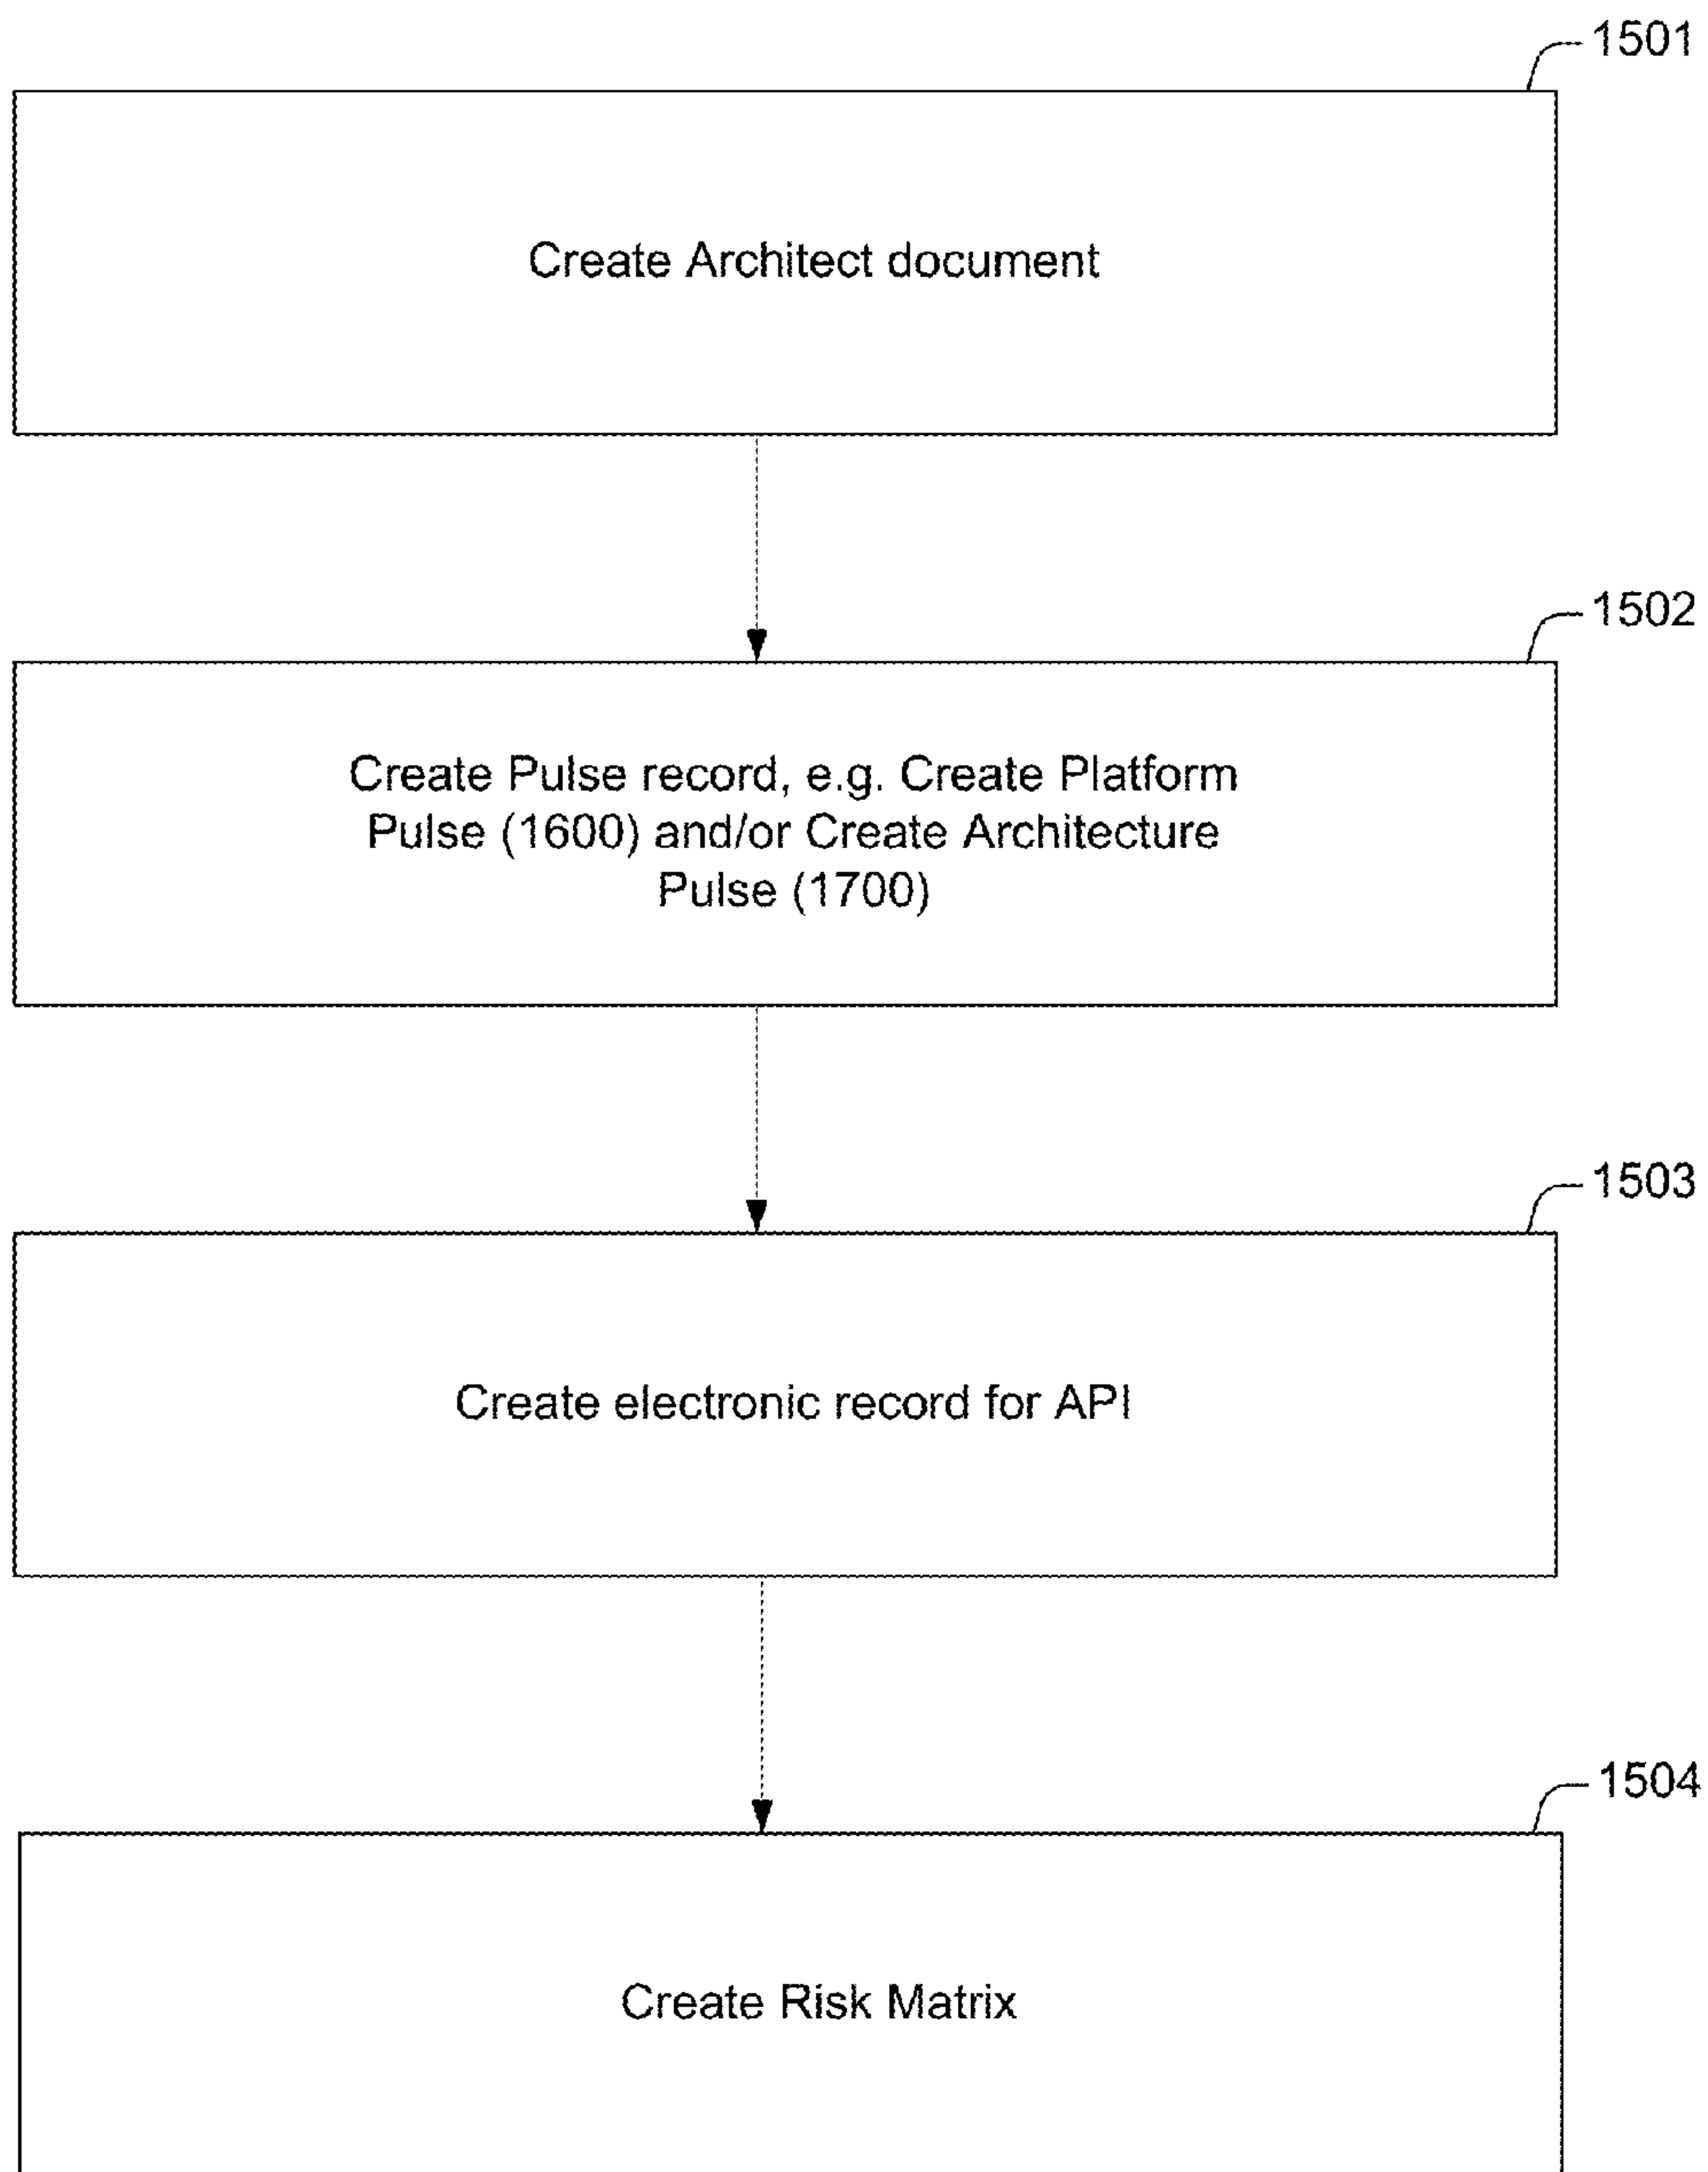 1501
Create Architect document
1502
Create Pulse record, e.g. Create Platform
Pulse (1600) and/or Create Architecture
Pulse (1700)
1503
Create electronic record for API
1504
Create Risk Matrix